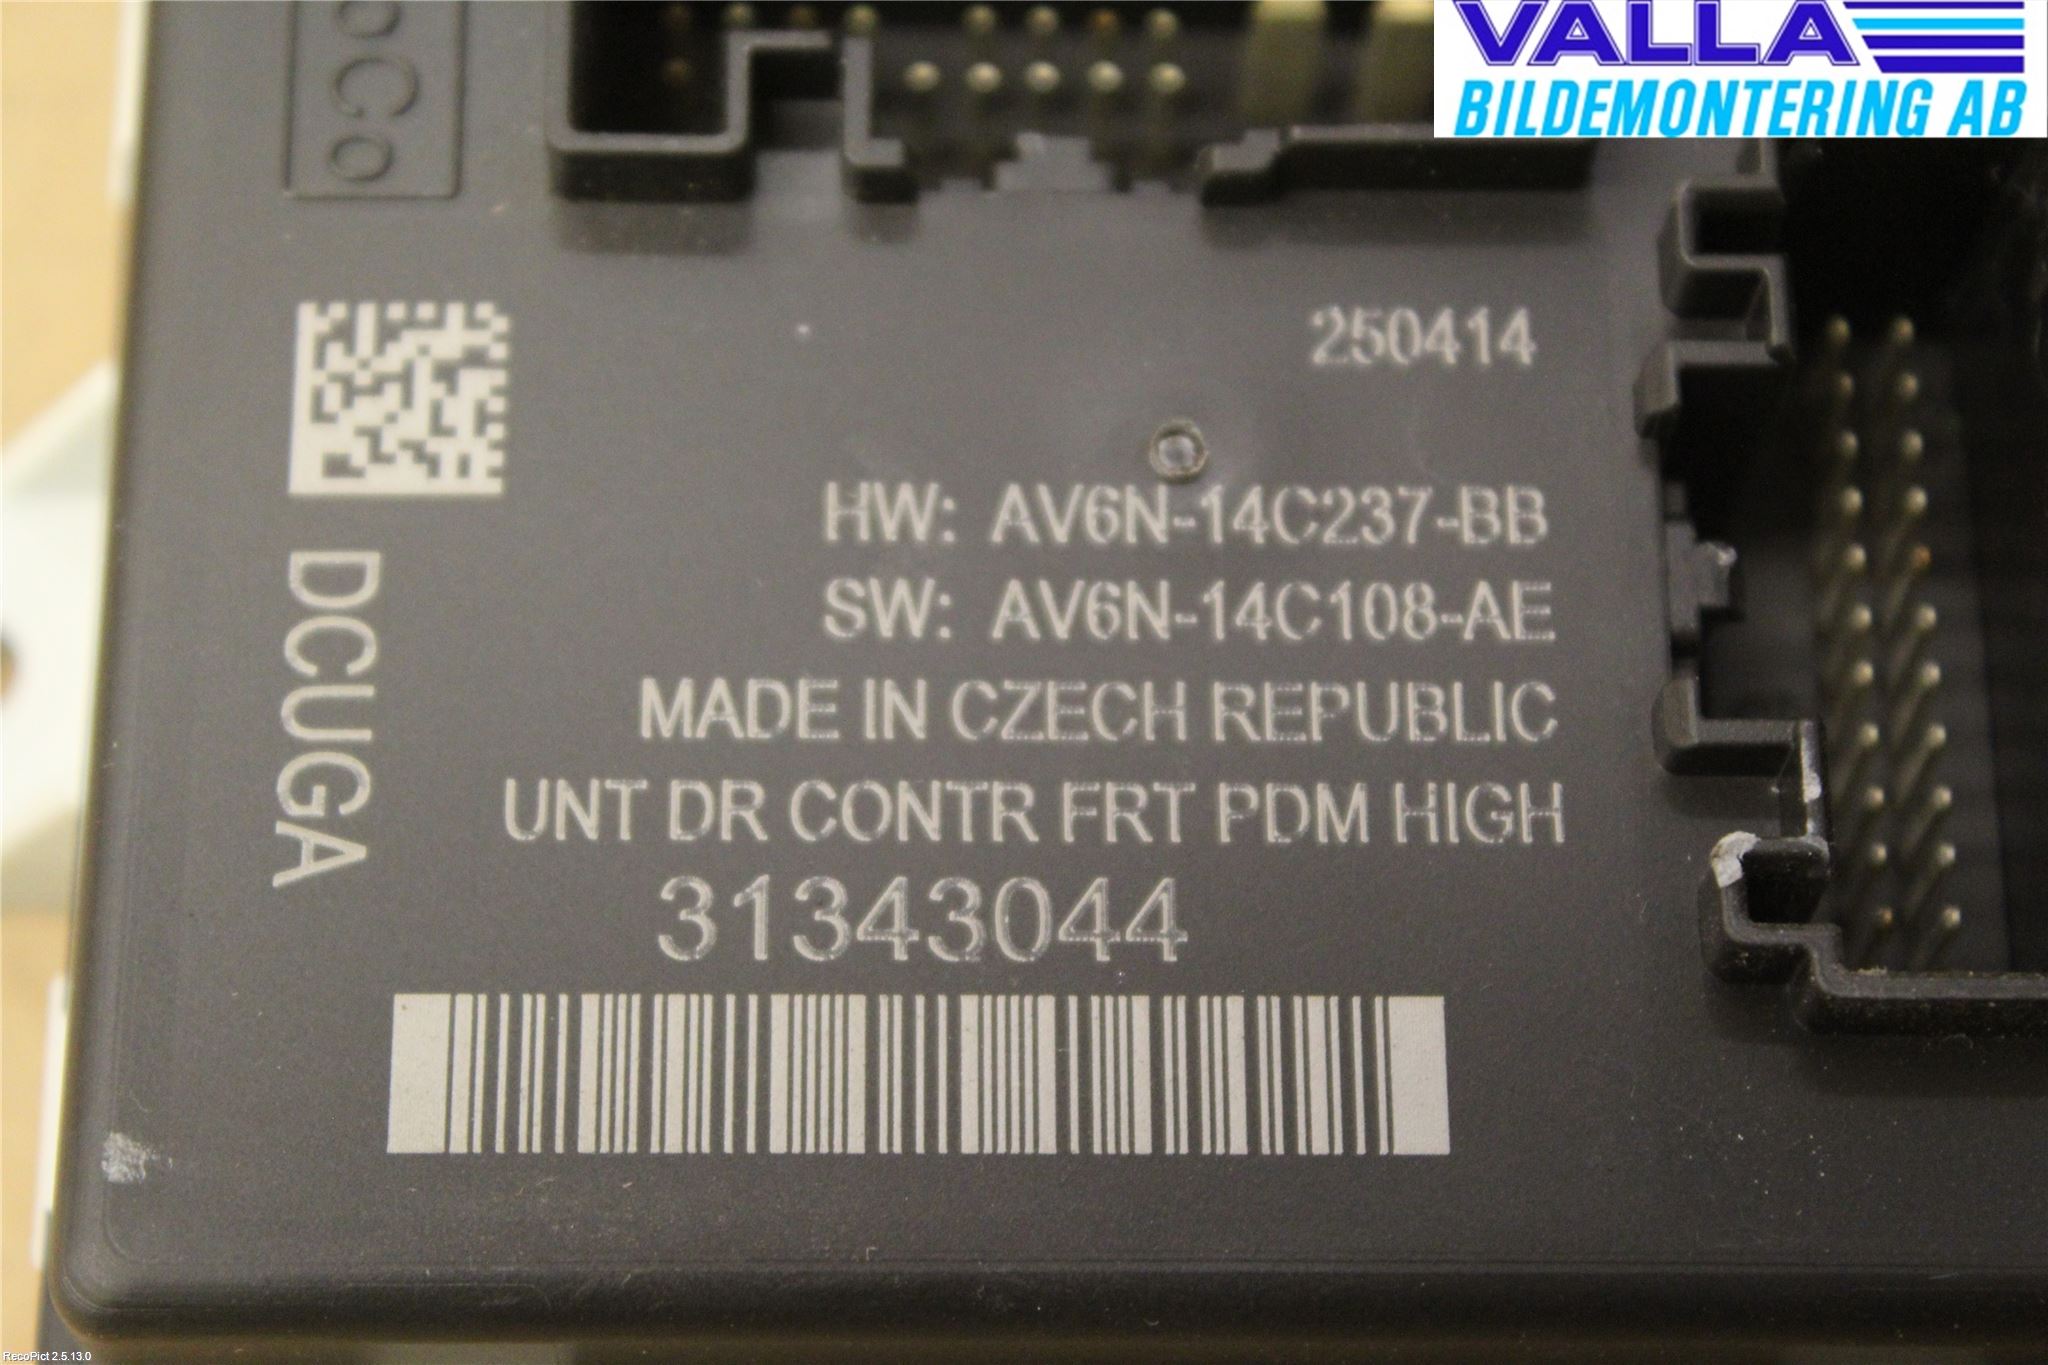 VALLA
BILDEMONTERING AB
250414
HW: AV6N-14C237-BB
SW: AV6N-14C108-AE
MADE IN CZECH REPUBLIC
UNT DR CONTR FRT PDM HIGH
31343044
DCUGA
RecoPict 2.5.13.0